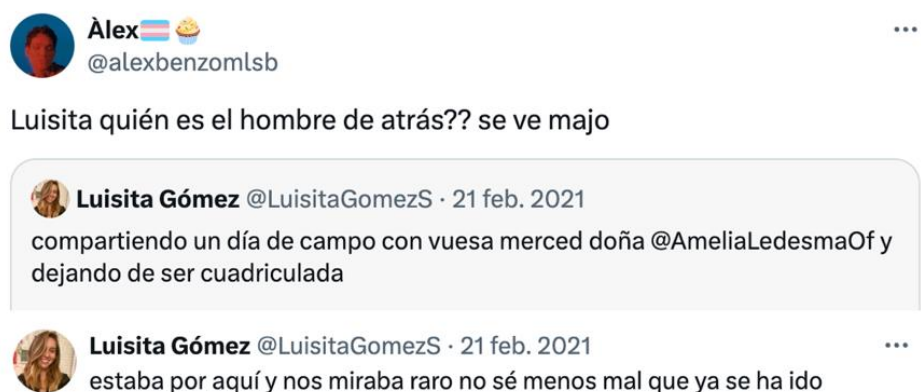 Àlex
@alexbenzomlsb
Luisita quién es el hombre de atrás?? se ve majo
Luisita Gómez @LuisitaGomezS · 21 feb. 2021
compartiendo un día de campo con vuesa merced doña @AmeliaLedesmaOf y
dejando de ser cuadriculada
Luisita Gómez @LuisitaGomezS · 21 feb. 2021
estaba por aquí y nos miraba raro no sé menos mal que ya se ha ido